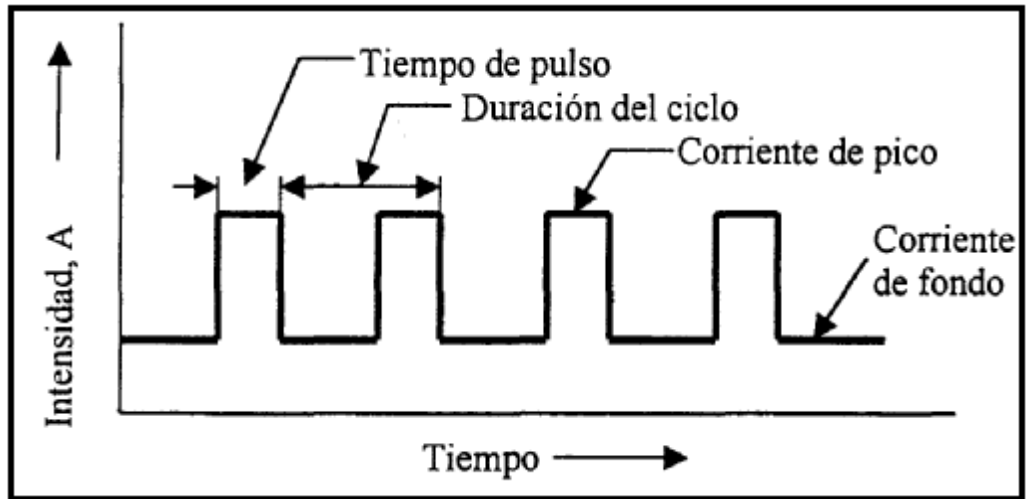 Tiempo de pulso
Duración del ciclo
Corriente de pico
Corriente
de fondo
Intensidad, A
Tiempo